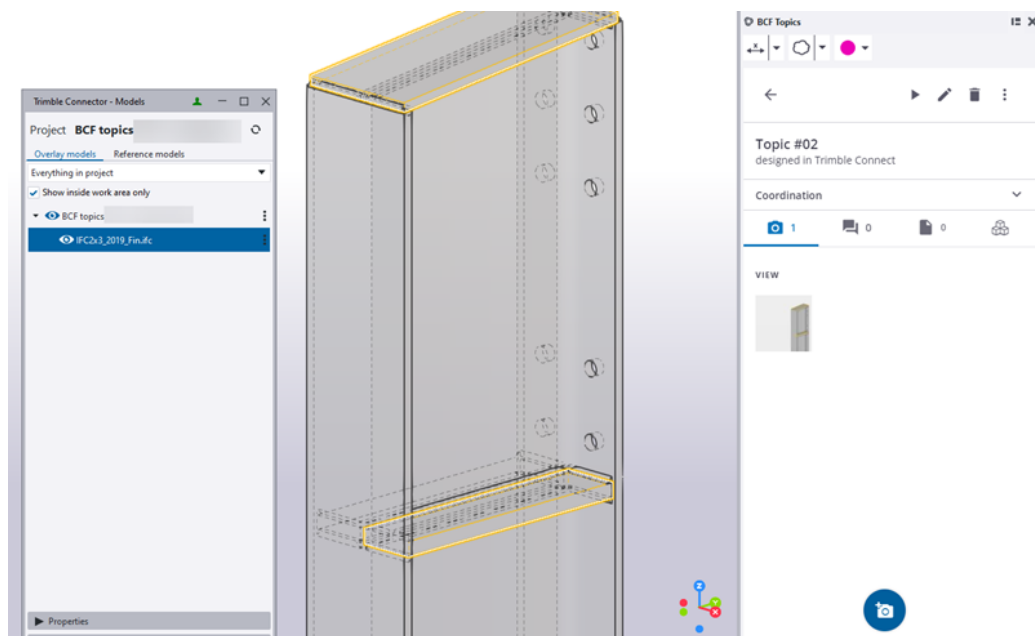 Trimble Connector - Models
Project BCF topics
Overlay models Reference models
Everything in project
Show inside work area only
BCF topics
IFC2x3_2019_Fin.ifc
Properties
Z
Y
X
BCF Topics
x
Topic #02
designed in Trimble Connect
Coordination
1 0 0
VIEW